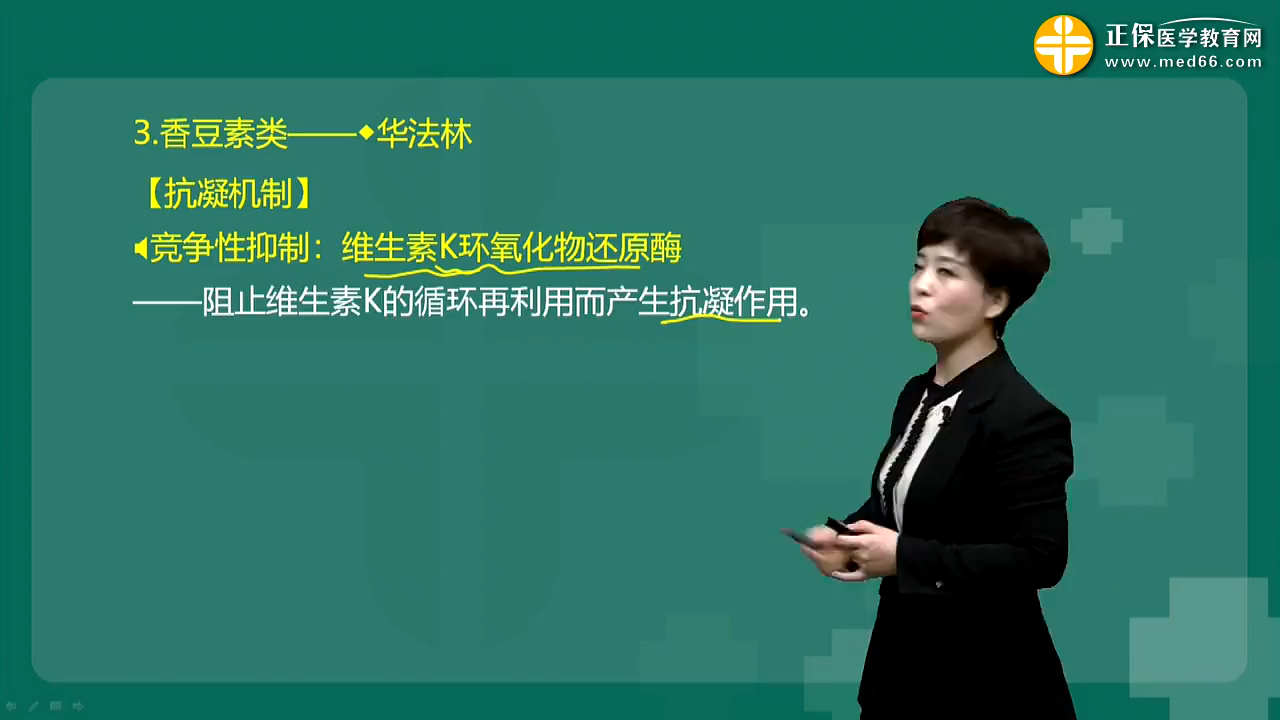 正保医学教育网
www.med66.com
3.香豆素类——◆华法林
【抗凝机制】
竞争性抑制：维生素K环氧化物还原酶
——阻止维生素K的循环再利用而产生抗凝作用。